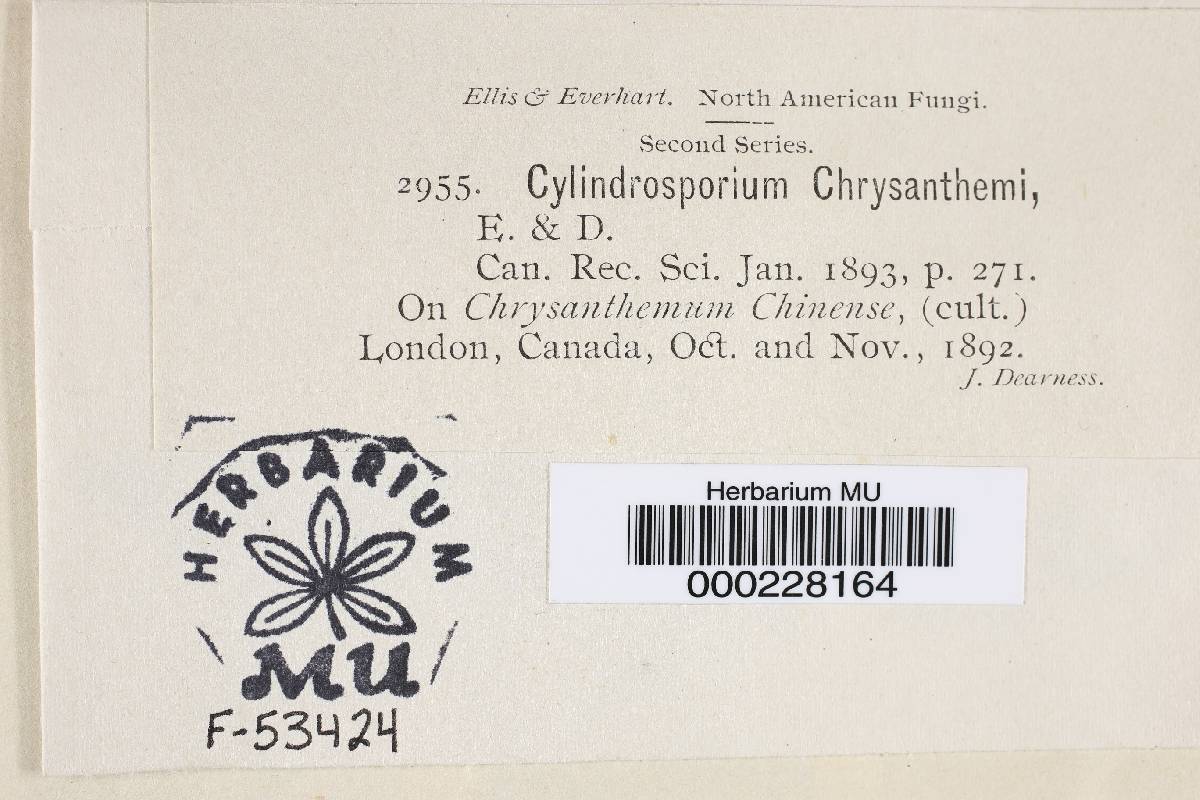 Ellis & Everhart. North American Fungi.
Second Series.
2955. Cylindrosporium Chrysanthemi,
E. & D.
Can. Rec. Sci. Jan. 1893, p. 271.
On Chrysanthemum Chinense, (cult.)
London, Canada, Oct. and Nov., 1892.
J. Dearness.
HERBARIUM
MU
F-53424
Herbarium MU
000228164